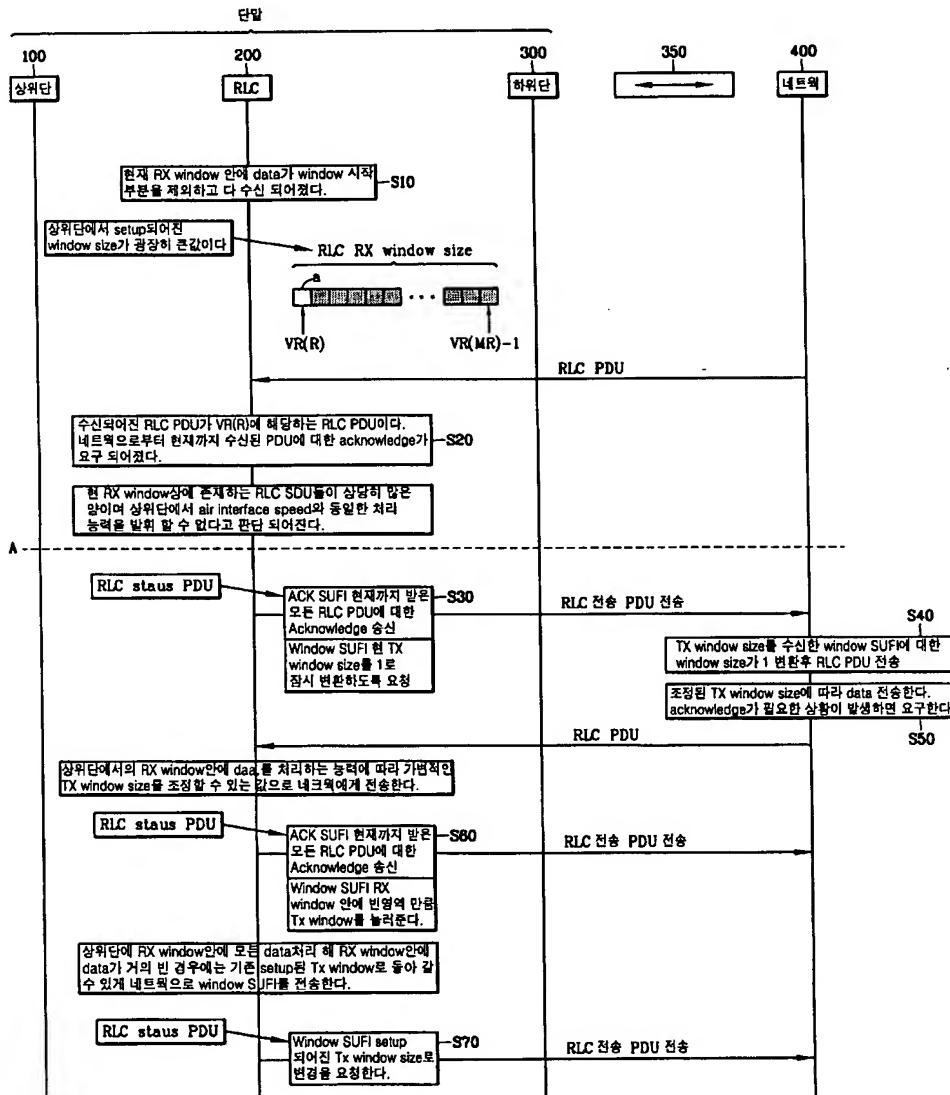 단말
100
200
300
350
400
상위단
RLC
하위단
네트웍
현재 RX window 안에 data가 window 시작
부분을 제외하고 다 수신 되어졌다.
S10
상위단에서 setup되어진
window size가 굉장히 큰값이다
RLC RX window size
a
VR(R)
VR(MR)-1
RLC PDU
수신되어진 RLC PDU가 VR(R)에 해당하는 RLC PDU이다.
네트웍으로부터 현재까지 수신된 PDU에 대한 acknowledge가
요구 되어졌다.
S20
현 RX window상에 존재하는 RLC SDU들이 상당히 많은
양이며 상위단에서 air interface speed와 동일한 처리
능력을 발휘 할 수 없다고 판단 되어진다.
A
RLC staus PDU
ACK SUFI 현재까지 받은
모든 RLC PDU에 대한
Acknowledge 송신
Window SUFI 현 TX
window size를 1로
잠시 변환하도록 요청
S30
RLC 전송 PDU 전송
S40
TX window size를 수신한 window SUFI에 대한
window size가 1 변환후 RLC PDU 전송
조정된 TX window size에 따라 data 전송한다.
acknowledge가 필요한 상황이 발생하면 요구한다
S50
RLC PDU
상위단에서의 RX window안에 daa를 처리하는 능력에 따라 가변적인
TX window size를 조정할 수 있는 값으로 네크웍에게 전송한다.
RLC staus PDU
ACK SUFI 현재까지 받은
모든 RLC PDU에 대한
Acknowledge 송신
Window SUFI RX
window 안에 빈영역 만큼
Tx window를 늘러준다.
S60
RLC 전송 PDU 전송
상위단에 RX window안에 모든 data처리 해 RX window안에
data가 거의 빈 경우에는 기존 setup된 Tx window로 돌아 갈
수 있게 네트웍으로 window SUFI를 전송한다.
RLC staus PDU
Window SUFI setup
되어진 Tx window size로
변경을 요청한다.
S70
RLC 전송 PDU 전송